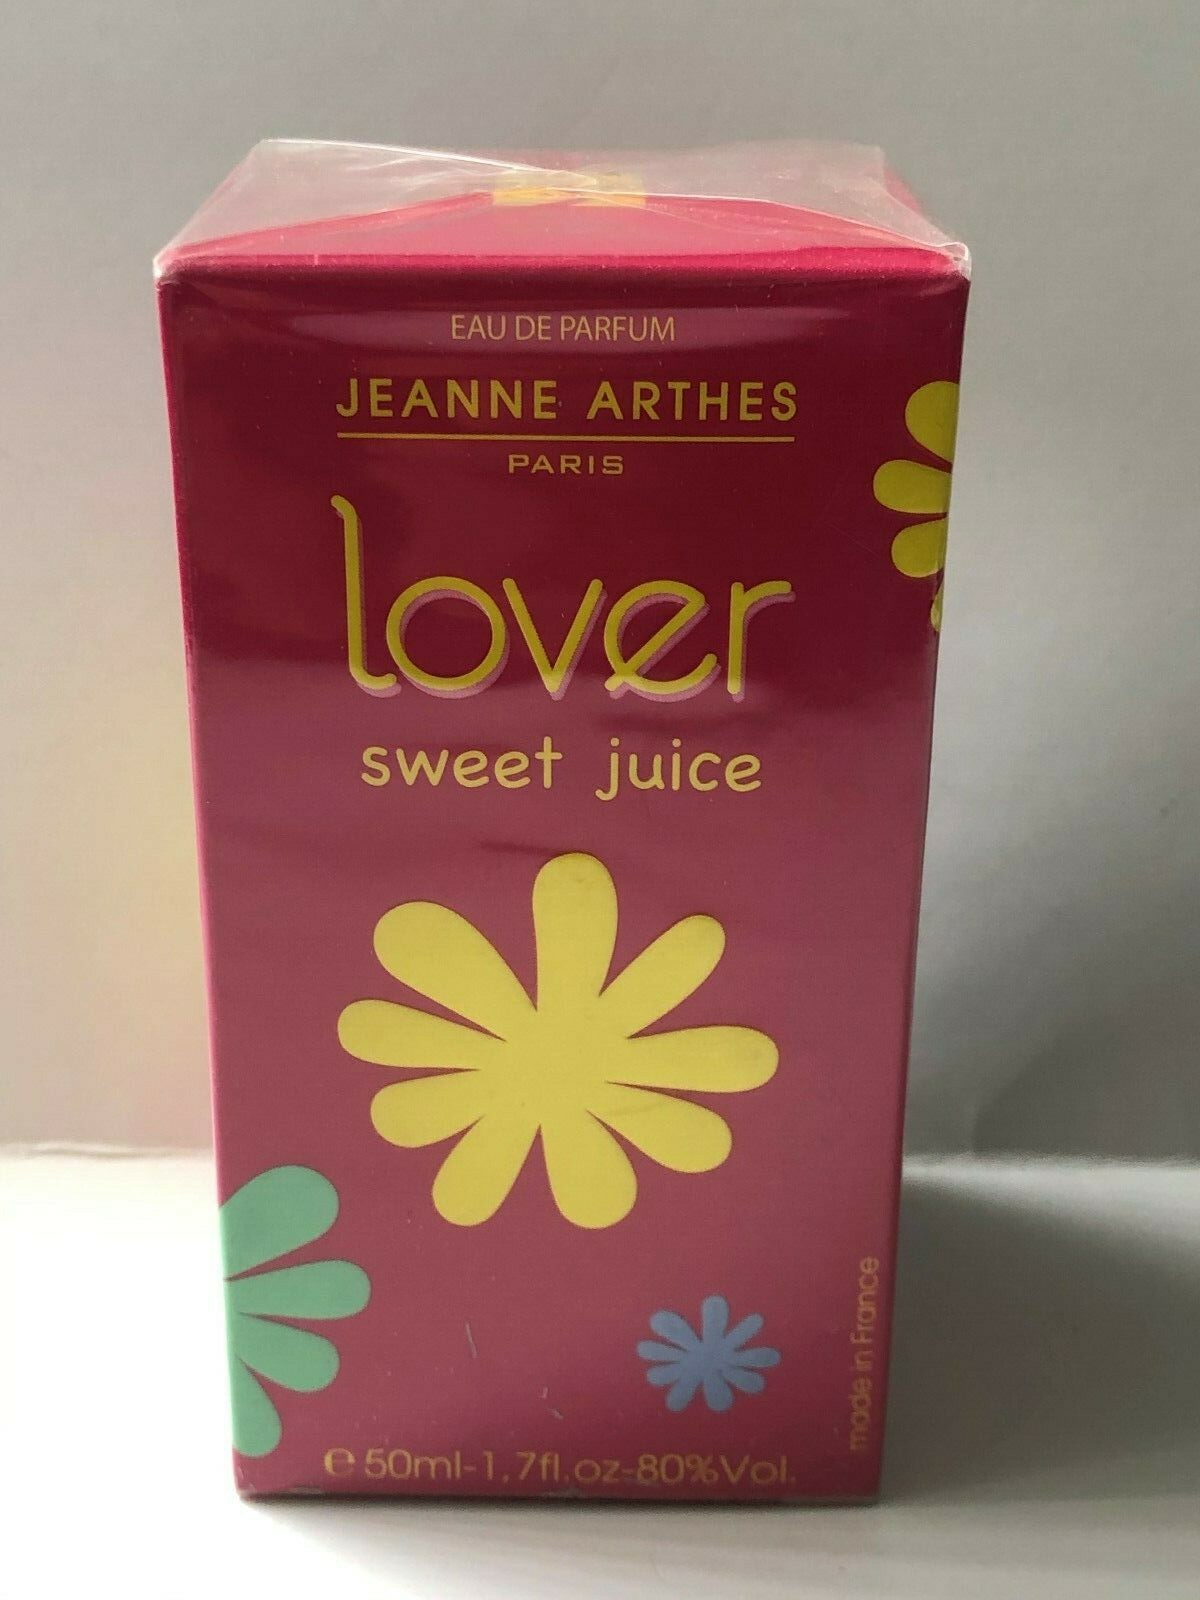 EAU DE PARFUM
JEANNE ARTHES
PARIS
lover
sweet juice
made in France
℮ 50ml-1,7fl.oz-80%Vol.